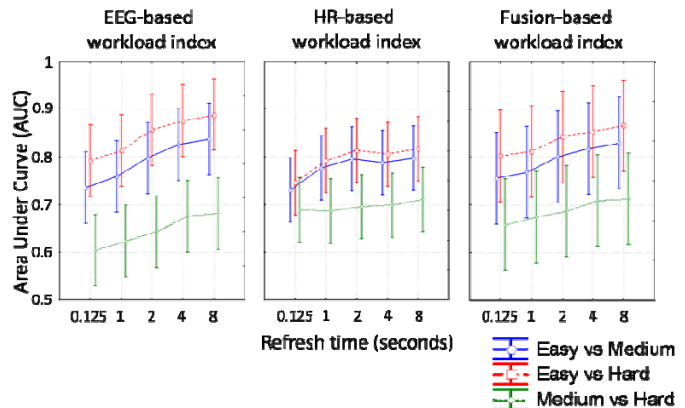 EEG-based
workload index
HR-based
workload index
Fusion-based
workload index
Area Under Curve (AUC)
1
0.9
0.8
0.7
0.6
0.5
0.125 1 2 4 8
0.125 1 2 4 8
0.125 1 2 4 8
Refresh time (seconds)
Easy vs Medium
Easy vs Hard
Medium vs Hard